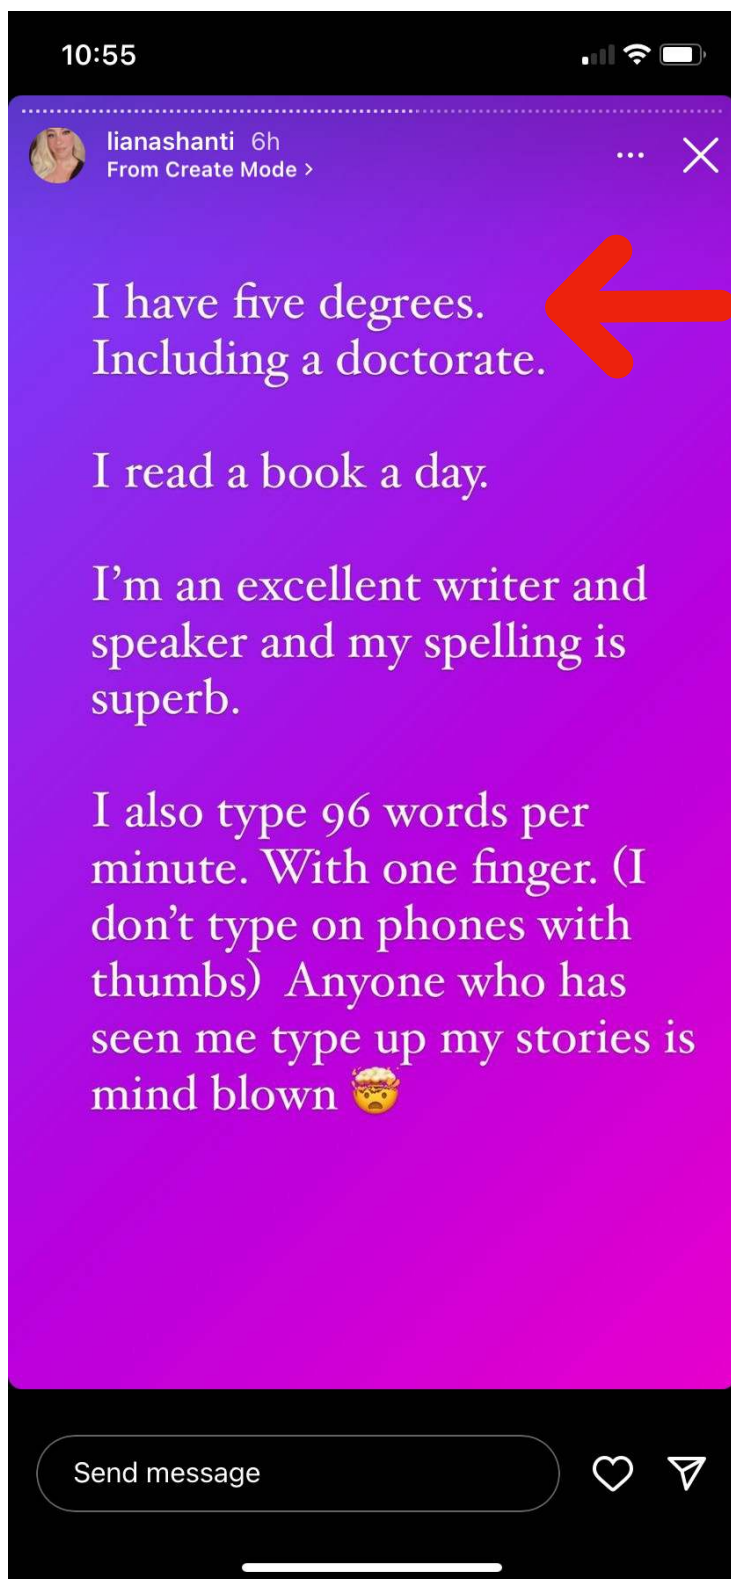 10:55
lianashanti 6h
From Create Mode >
I have five degrees.
Including a doctorate.
I read a book a day.
I'm an excellent writer and
speaker and my spelling is
superb.
I also type 96 words per
minute. With one finger. (I
don't type on phones with
thumbs)  Anyone who has
seen me type up my stories is
mind blown 🤯
Send message